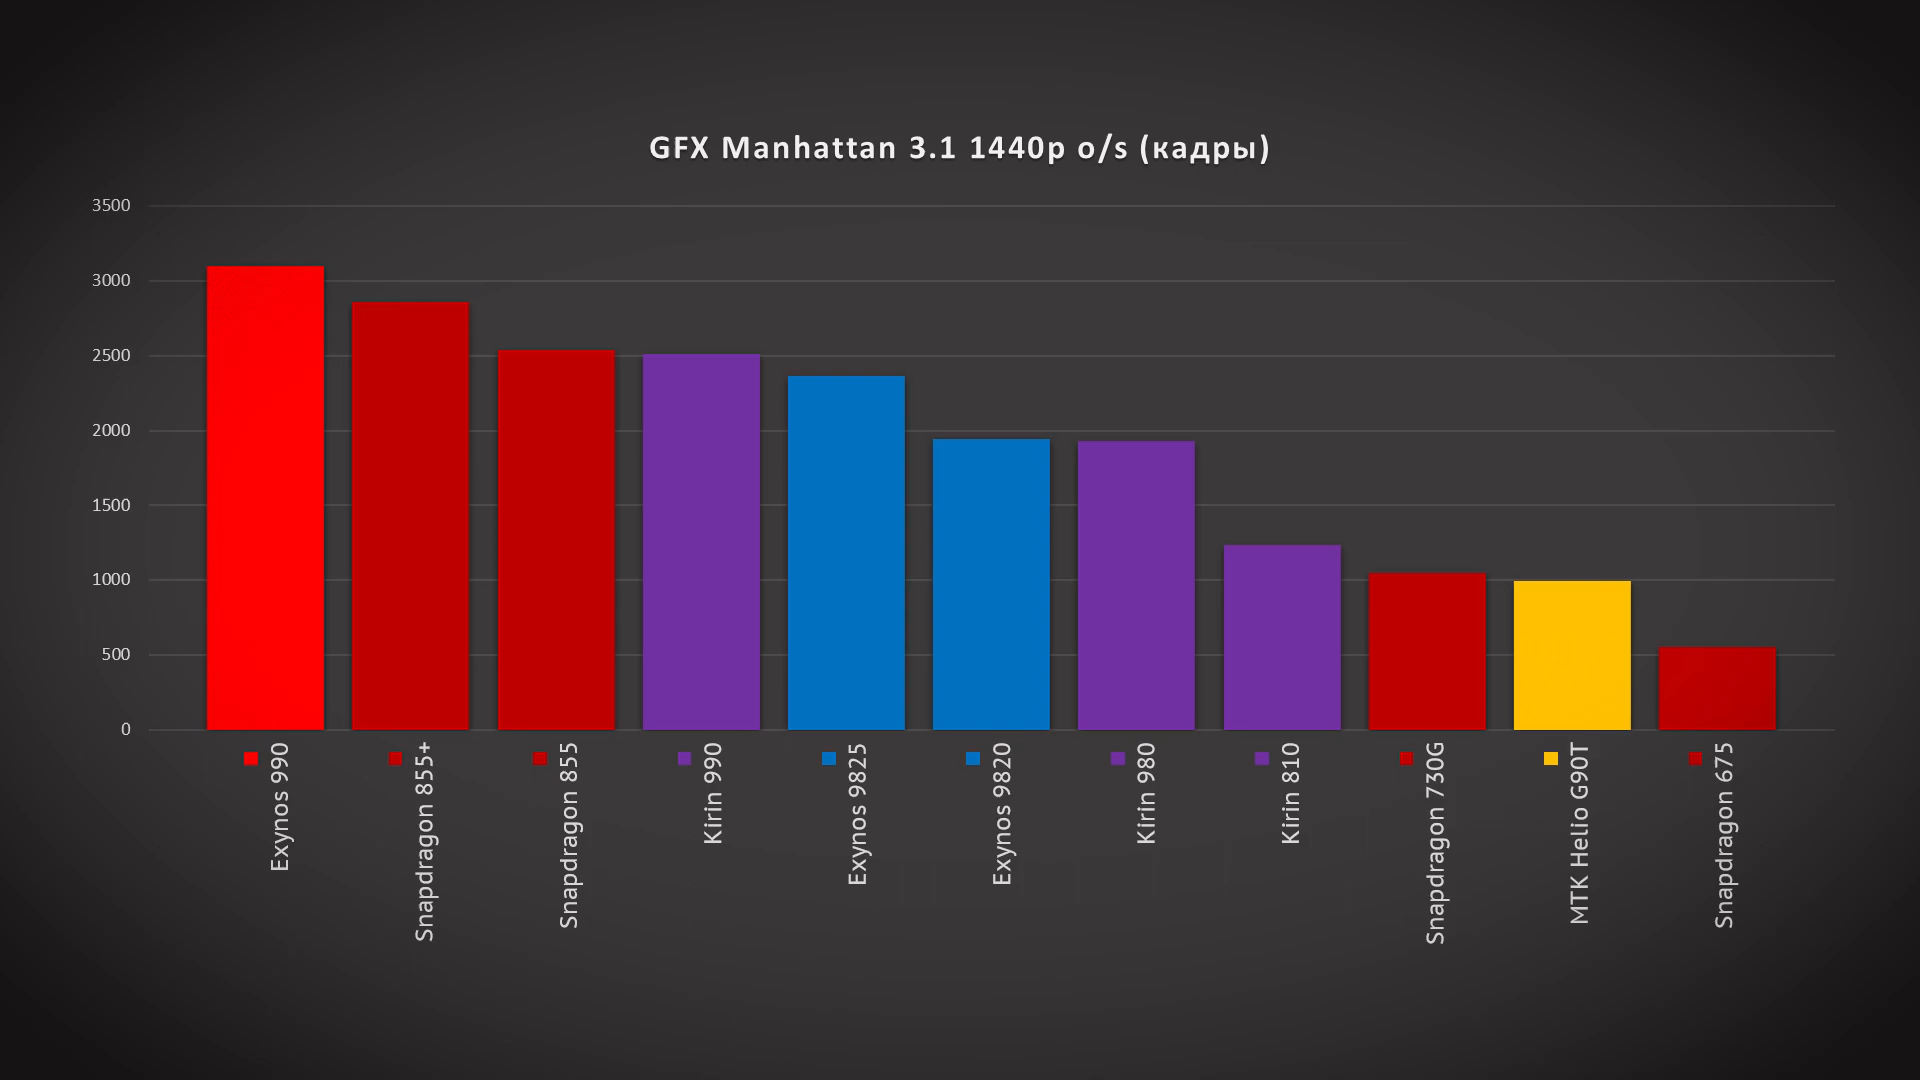 GFX Manhattan 3.1 1440p o/s (кадры)
3500
3000
2500
2000
1500
1000
500
0
Exynos 990
Snapdragon 855+
Snapdragon 855
Kirin 990
Exynos 9825
Exynos 9820
Kirin 980
Kirin 810
Snapdragon 730G
MTK Helio G90T
Snapdragon 675